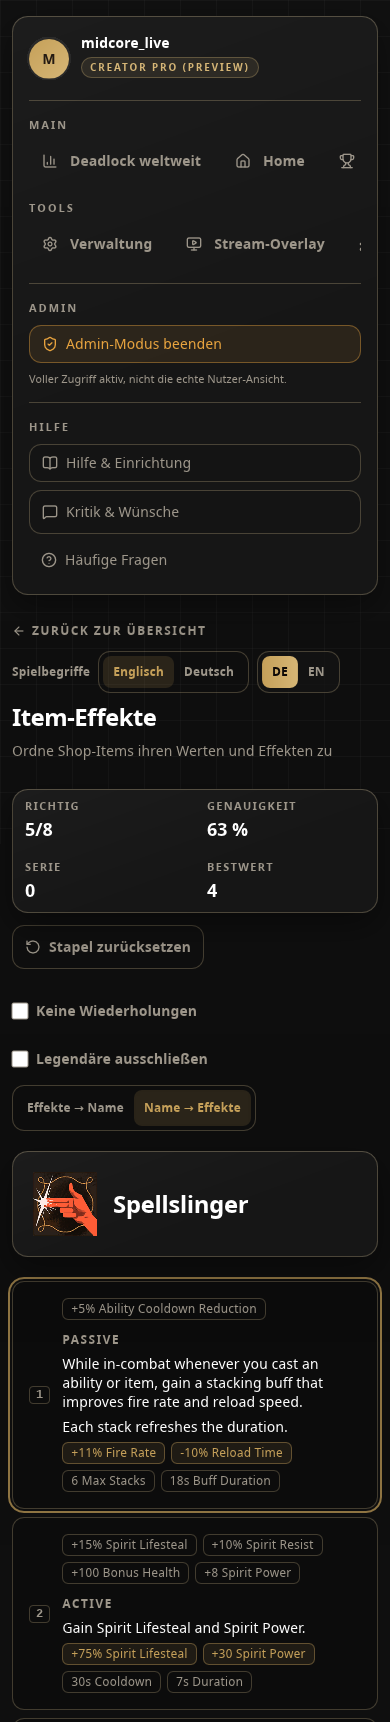 M
midcore_live
CREATOR PRO (PREVIEW)
MAIN
Deadlock weltweit
Home
TOOLS
Verwaltung
Stream-Overlay
ADMIN
Admin-Modus beenden
Voller Zugriff aktiv, nicht die echte Nutzer-Ansicht.
HILFE
Hilfe & Einrichtung
Kritik & Wünsche
Häufige Fragen
← ZURÜCK ZUR ÜBERSICHT
Spielbegriffe Englisch Deutsch DE EN
Item-Effekte
Ordne Shop-Items ihren Werten und Effekten zu
RICHTIG GENAUIGKEIT
5/8 63 %
SERIE BESTWERT
0 4
Stapel zurücksetzen
Keine Wiederholungen
Legendäre ausschließen
Effekte → Name Name → Effekte
Spellslinger
+5% Ability Cooldown Reduction
PASSIVE
1
While in-combat whenever you cast an
ability or item, gain a stacking buff that
improves fire rate and reload speed.
Each stack refreshes the duration.
+11% Fire Rate -10% Reload Time
6 Max Stacks 18s Buff Duration
+15% Spirit Lifesteal +10% Spirit Resist
+100 Bonus Health +8 Spirit Power
ACTIVE
2
Gain Spirit Lifesteal and Spirit Power.
+75% Spirit Lifesteal +30 Spirit Power
30s Cooldown 7s Duration